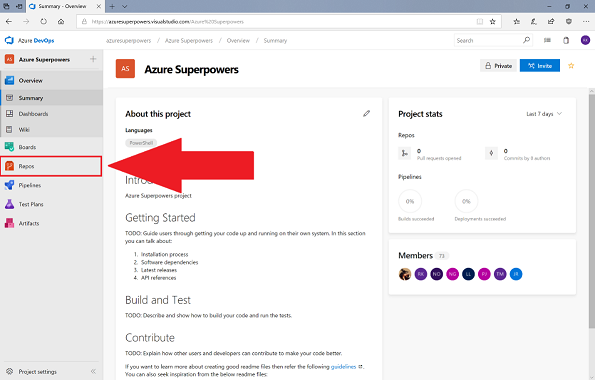 Summary - Overview
https://azuresuperpowers.visualstudio.com/Azure%20Superpowers
Azure DevOps
azuresuperpowers / Azure Superpowers / Overview / Summary
Search
RK
AS Azure Superpowers
Overview
Summary
Dashboards
Wiki
Boards
Repos
Pipelines
Test Plans
Artifacts
Project settings
AS Azure Superpowers
Private
Invite
About this project
Languages
PowerShell
Azure Superpowers project
Getting Started
TODO: Guide users through getting your code up and running on their own system. In this section
you can talk about:
1. Installation process
2. Software dependencies
3. Latest releases
4. API references
Build and Test
TODO: Describe and show how to build your code and run the tests.
Contribute
TODO: Explain how other users and developers can contribute to make your code better.
If you want to learn more about creating good readme files then refer the following guidelines.
You can also seek inspiration from the below readme files:
Project stats
Last 7 days
Repos
0
Pull requests opened
0
Commits by 0 authors
Pipelines
0%
Builds succeeded
0%
Deployments succeeded
Members 73
RK NO NG LL PJ TM JR